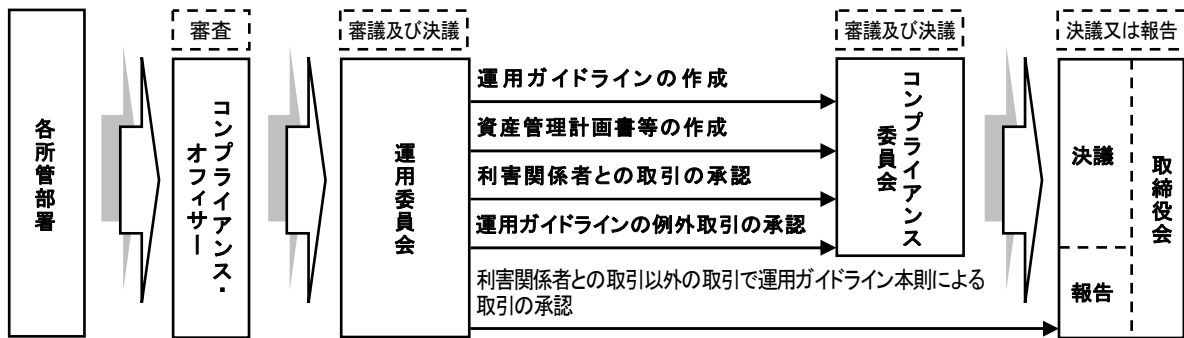 審査
審議及び決議
審議及び決議
決議又は報告
各所管部署
コンプライアンス・
オフィサー
運用委員会
運用ガイドラインの作成
資産管理計画書等の作成
利害関係者との取引の承認
運用ガイドラインの例外取引の承認
利害関係者との取引以外の取引で運用ガイドライン本則による
取引の承認
コンプライアンス
委員会
決議
報告
取締役会